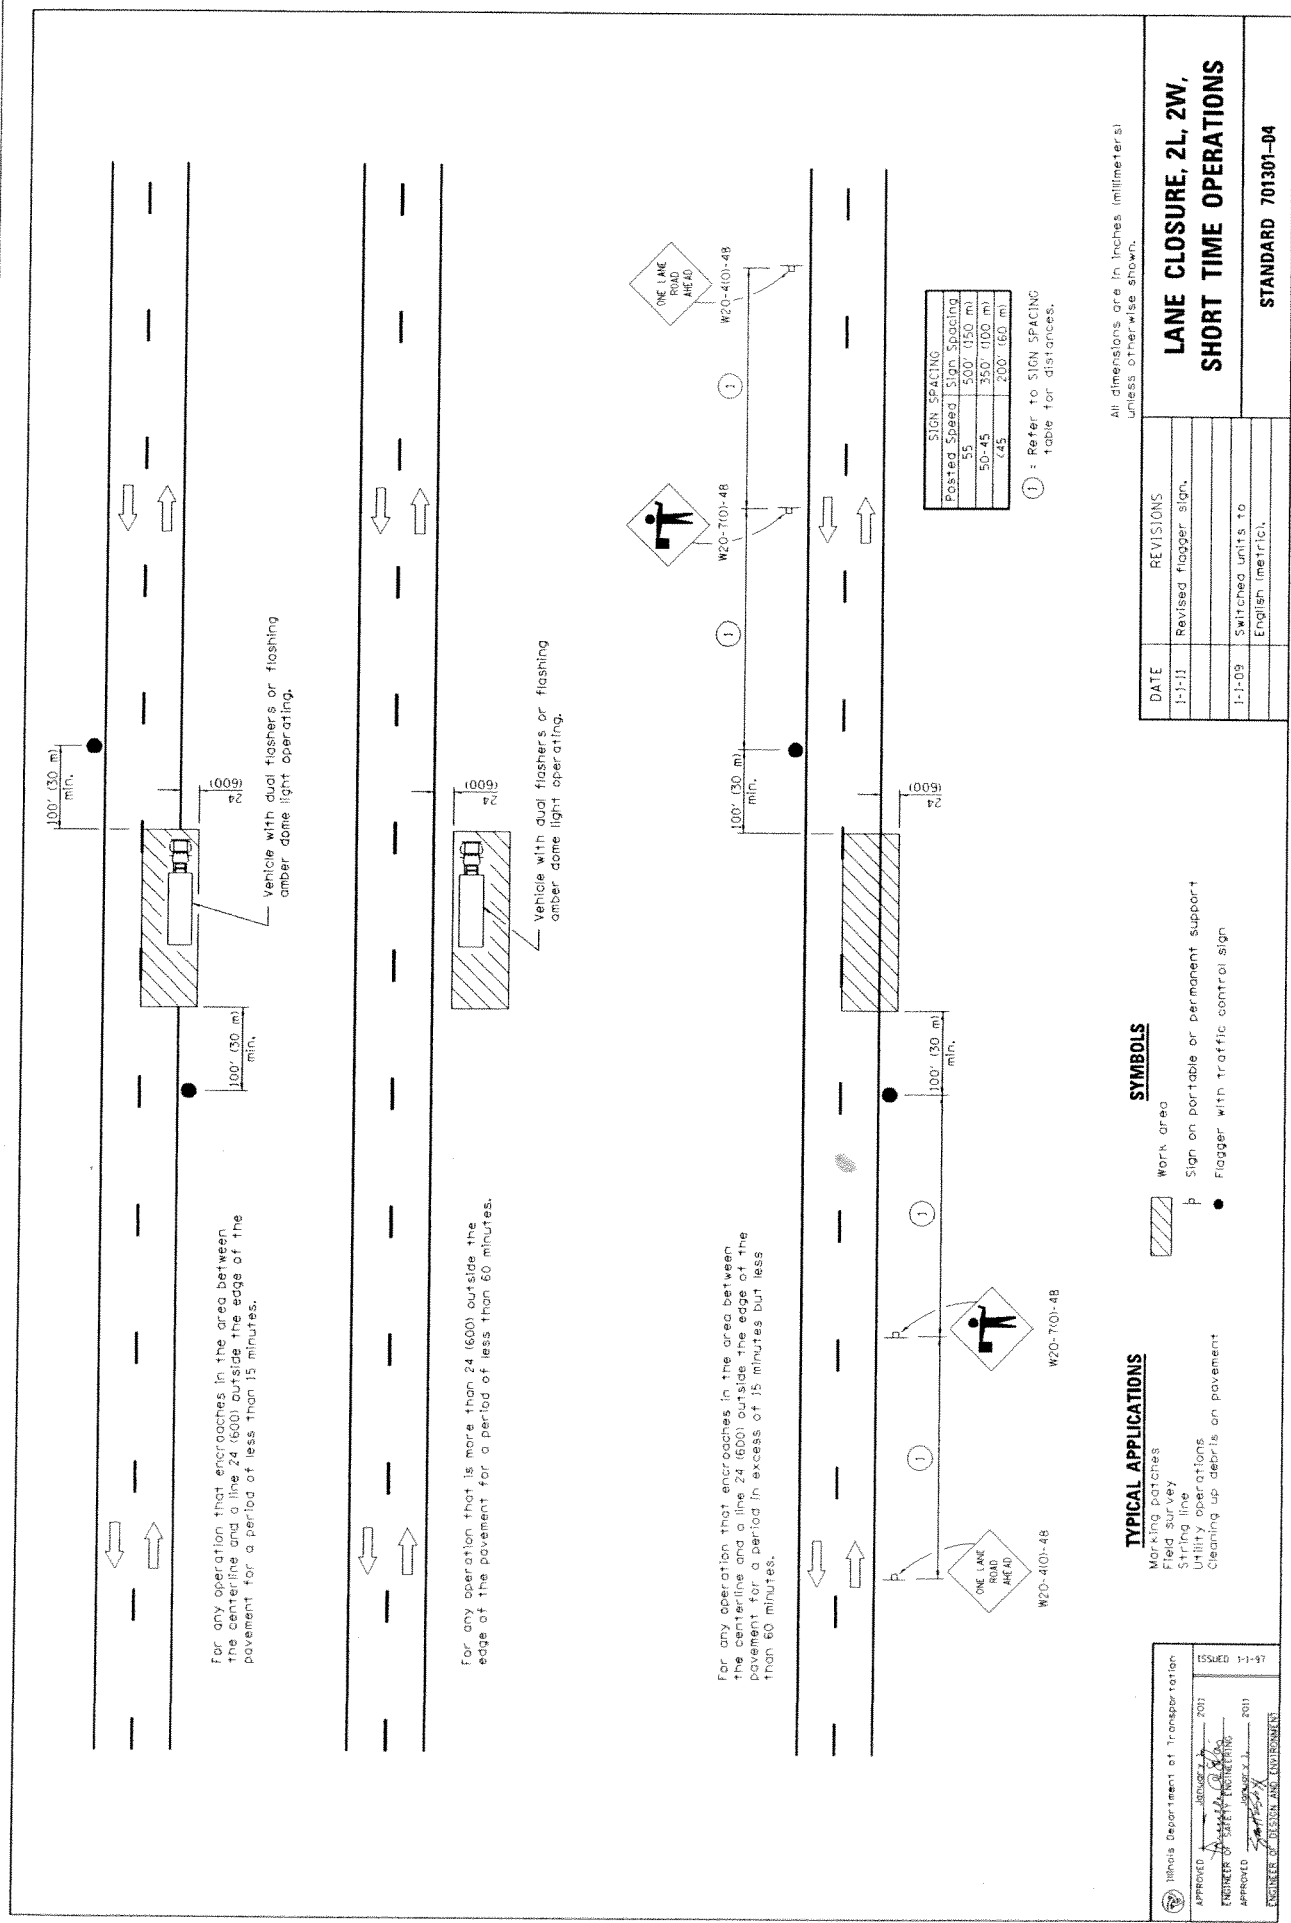 100' (30 m)
min.
24
(600)
100' (30 m)
min.
Vehicle with dual flashers or flashing
amber dome light operating.
For any operation that encroaches in the area between
the centerline and a line 24 (600) outside the edge of the
pavement for a period of less than 15 minutes.
24
(600)
Vehicle with dual flashers or flashing
amber dome light operating.
For any operation that is more than 24 (600) outside the
edge of the pavement for a period of less than 60 minutes.
ONE LANE
ROAD
AHEAD
W20-4(O)-48
W20-7(O)-48
1
1
100' (30 m)
min.
24
(600)
100' (30 m)
min.
1
1
For any operation that encroaches in the area between
the centerline and a line 24 (600) outside the edge of the
pavement for a period in excess of 15 minutes but less
than 60 minutes.
W20-7(O)-48
ONE LANE
ROAD
AHEAD
W20-4(O)-48
SIGN SPACING
Posted Speed Sign Spacing
55 500' (150 m)
50-45 350' (100 m)
<45 200' (60 m)
1 : Refer to SIGN SPACING
table for distances.
TYPICAL APPLICATIONS
Marking patches
Field survey
String line
Utility operations
Cleaning up debris on pavement
SYMBOLS
Work area
Sign on portable or permanent support
Flagger with traffic control sign
All dimensions are in inches (millimeters)
unless otherwise shown.
Illinois Department of Transportation
APPROVED January 1, 2011
ENGINEER OF SAFETY ENGINEERING
APPROVED January 1, 2011
ENGINEER OF DESIGN AND ENVIRONMENT
ISSUED 1-1-97
DATE REVISIONS
1-1-11 Revised flagger sign.
1-1-09 Switched units to
English (metric).
LANE CLOSURE, 2L, 2W,
SHORT TIME OPERATIONS
STANDARD 701301-04